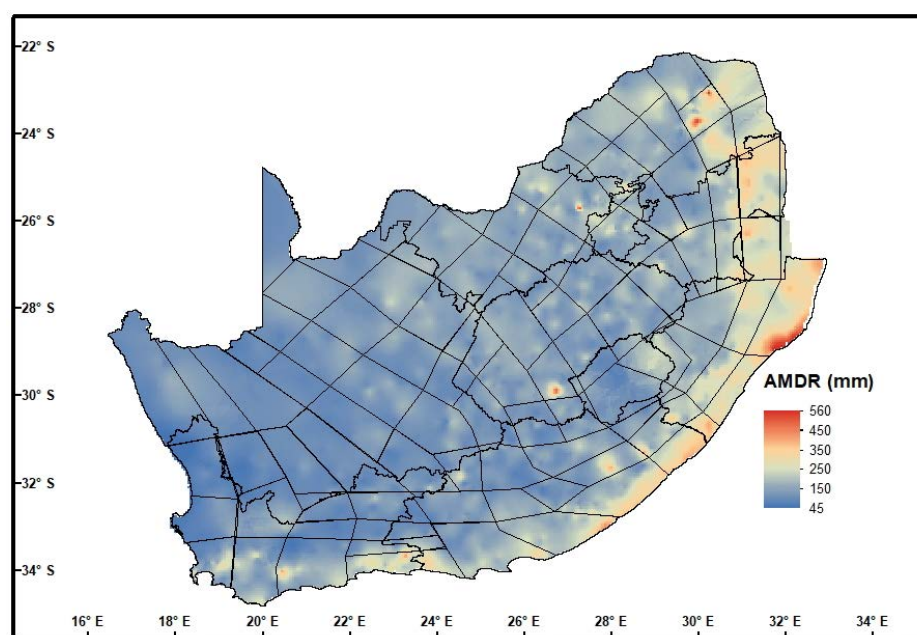 22° S
24° S
26° S
28° S
30° S
32° S
34° S
AMDR (mm)
560
450
350
250
150
45
16° E
18° E
20° E
22° E
24° E
26° E
28° E
30° E
32° E
34° E